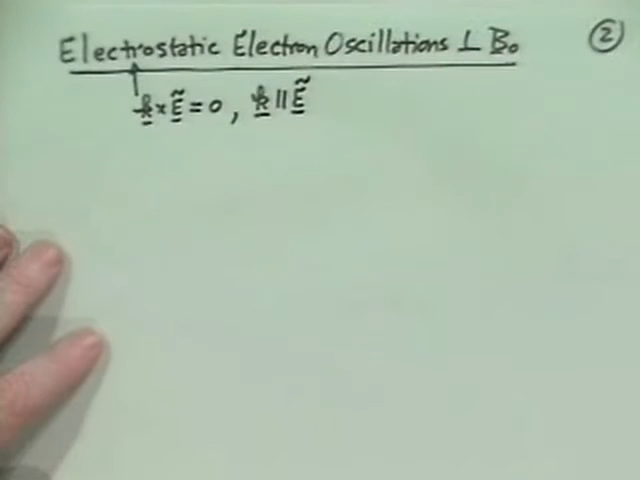 Electrostatic Electron Oscillations ⊥ B₀ ②
k × Ẽ = 0 , k ∥ Ẽ